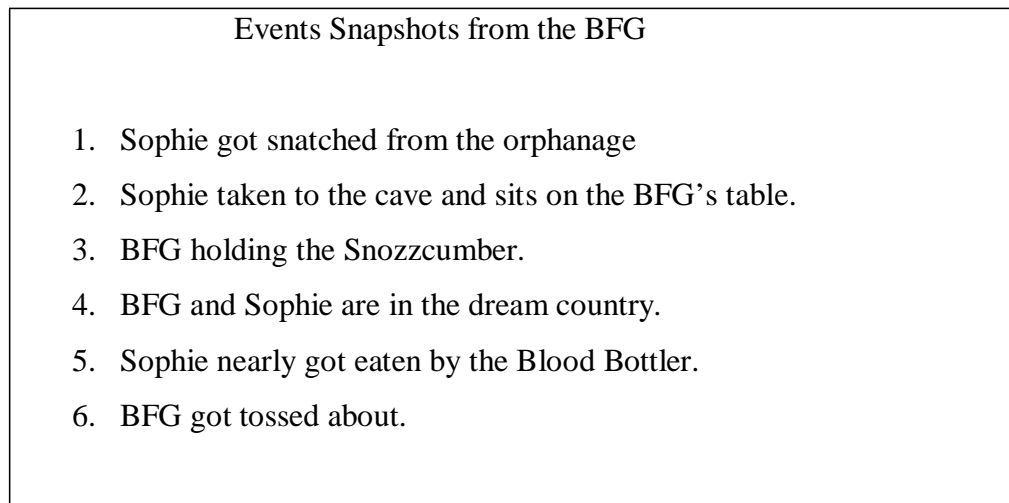 Events Snapshots from the BFG
1. Sophie got snatched from the orphanage
2. Sophie taken to the cave and sits on the BFG’s table.
3. BFG holding the Snozzcumber.
4. BFG and Sophie are in the dream country.
5. Sophie nearly got eaten by the Blood Bottler.
6. BFG got tossed about.